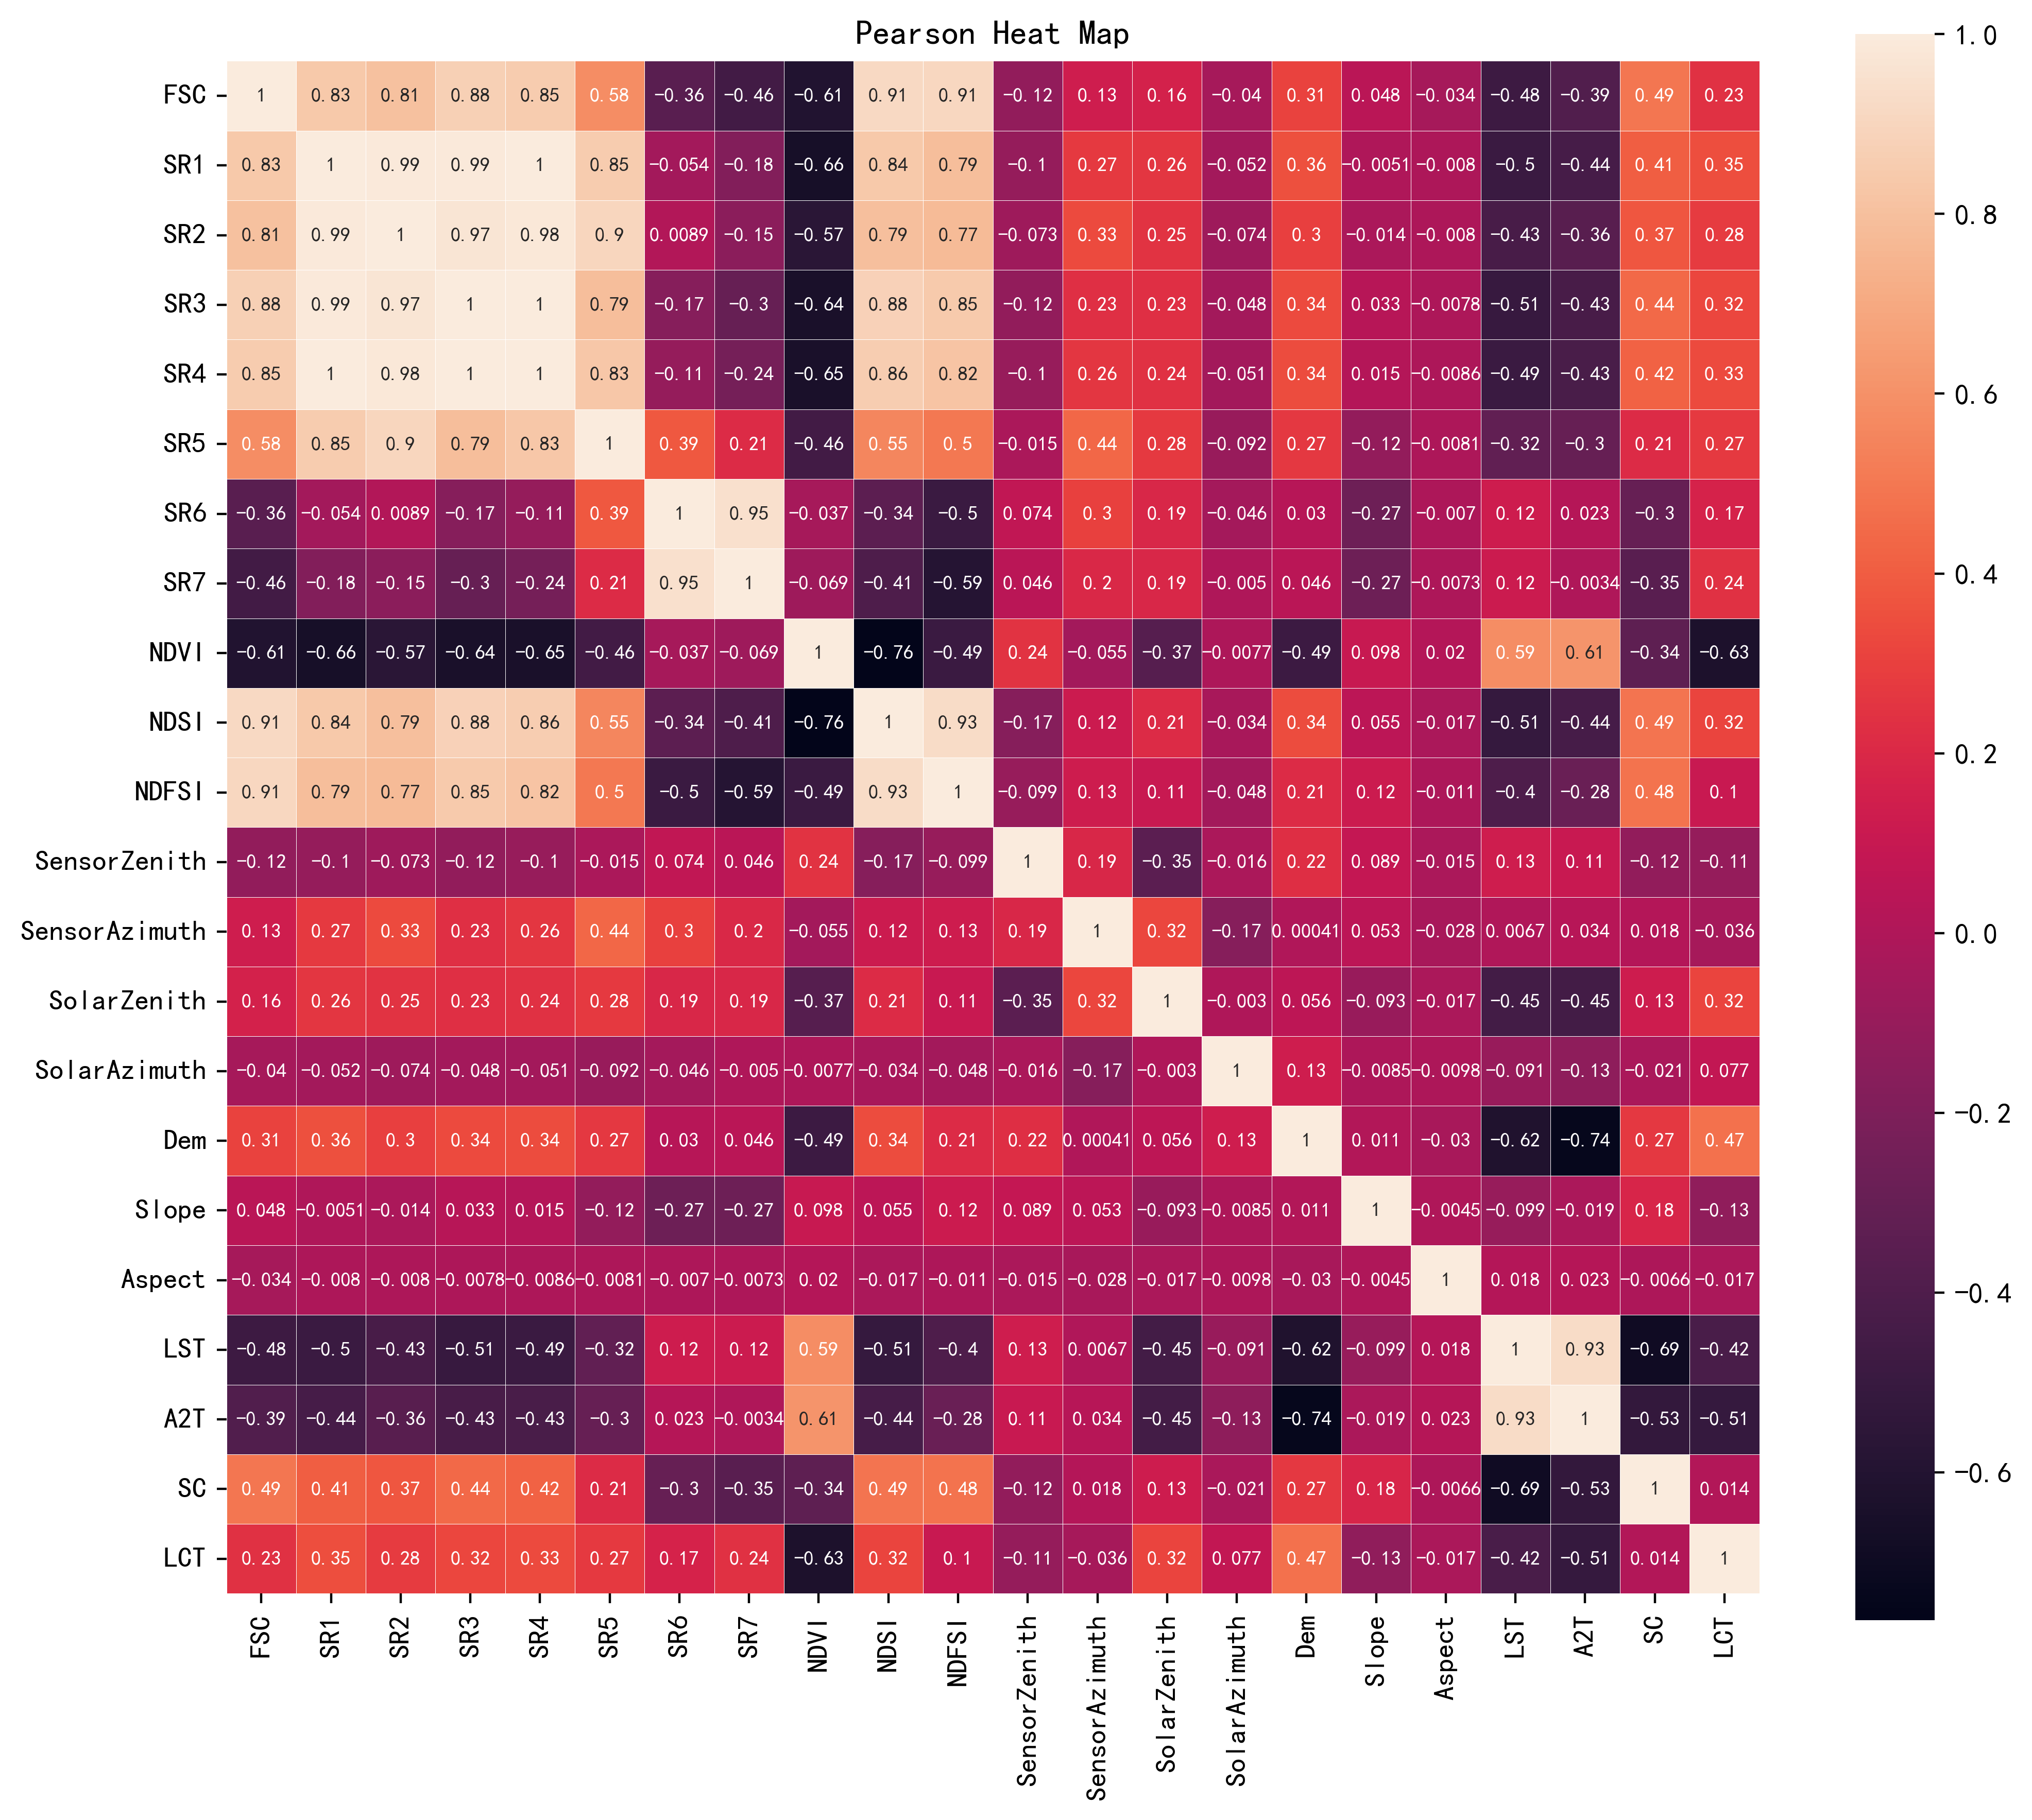 Pearson Heat Map
FSC 1 0.83 0.81 0.88 0.85 0.58 -0.36 -0.46 -0.61 0.91 0.91 -0.12 0.13 0.16 -0.04 0.31 0.048 -0.034 -0.48 -0.39 0.49 0.23
SR1 0.83 1 0.99 0.99 1 0.85 -0.054 -0.18 -0.66 0.84 0.79 -0.1 0.27 0.26 -0.052 0.36 -0.0051 -0.008 -0.5 -0.44 0.41 0.35
SR2 0.81 0.99 1 0.97 0.98 0.9 0.0089 -0.15 -0.57 0.79 0.77 -0.073 0.33 0.25 -0.074 0.3 -0.014 -0.008 -0.43 -0.36 0.37 0.28
SR3 0.88 0.99 0.97 1 1 0.79 -0.17 -0.3 -0.64 0.88 0.85 -0.12 0.23 0.23 -0.048 0.34 0.033 -0.0078 -0.51 -0.43 0.44 0.32
SR4 0.85 1 0.98 1 1 0.83 -0.11 -0.24 -0.65 0.86 0.82 -0.1 0.26 0.24 -0.051 0.34 0.015 -0.0086 -0.49 -0.43 0.42 0.33
SR5 0.58 0.85 0.9 0.79 0.83 1 0.39 0.21 -0.46 0.55 0.5 -0.015 0.44 0.28 -0.092 0.27 -0.12 -0.0081 -0.32 -0.3 0.21 0.27
SR6 -0.36 -0.054 0.0089 -0.17 -0.11 0.39 1 0.95 -0.037 -0.34 -0.5 0.074 0.3 0.19 -0.046 0.03 -0.27 -0.007 0.12 0.023 -0.3 0.17
SR7 -0.46 -0.18 -0.15 -0.3 -0.24 0.21 0.95 1 -0.069 -0.41 -0.59 0.046 0.2 0.19 -0.005 0.046 -0.27 -0.0073 0.12 -0.0034 -0.35 0.24
NDVI -0.61 -0.66 -0.57 -0.64 -0.65 -0.46 -0.037 -0.069 1 -0.76 -0.49 0.24 -0.055 -0.37 -0.0077 -0.49 0.098 0.02 0.59 0.61 -0.34 -0.63
NDSI 0.91 0.84 0.79 0.88 0.86 0.55 -0.34 -0.41 -0.76 1 0.93 -0.17 0.12 0.21 -0.034 0.34 0.055 -0.017 -0.51 -0.44 0.49 0.32
NDFSI 0.91 0.79 0.77 0.85 0.82 0.5 -0.5 -0.59 -0.49 0.93 1 -0.099 0.13 0.11 -0.048 0.21 0.12 -0.011 -0.4 -0.28 0.48 0.1
SensorZenith -0.12 -0.1 -0.073 -0.12 -0.1 -0.015 0.074 0.046 0.24 -0.17 -0.099 1 0.19 -0.35 -0.016 0.22 0.089 -0.015 0.13 0.11 -0.12 -0.11
SensorAzimuth 0.13 0.27 0.33 0.23 0.26 0.44 0.3 0.2 -0.055 0.12 0.13 0.19 1 0.32 -0.17 0.00041 0.053 -0.028 0.0067 0.034 0.018 -0.036
SolarZenith 0.16 0.26 0.25 0.23 0.24 0.28 0.19 0.19 -0.37 0.21 0.11 -0.35 0.32 1 -0.003 0.056 -0.093 -0.017 -0.45 -0.45 0.13 0.32
SolarAzimuth -0.04 -0.052 -0.074 -0.048 -0.051 -0.092 -0.046 -0.005 -0.0077 -0.034 -0.048 -0.016 -0.17 -0.003 1 0.13 -0.0085 -0.0098 -0.091 -0.13 -0.021 0.077
Dem 0.31 0.36 0.3 0.34 0.34 0.27 0.03 0.046 -0.49 0.34 0.21 0.22 0.00041 0.056 0.13 1 0.011 -0.03 -0.62 -0.74 0.27 0.47
Slope 0.048 -0.0051 -0.014 0.033 0.015 -0.12 -0.27 -0.27 0.098 0.055 0.12 0.089 0.053 -0.093 -0.0085 0.011 1 -0.0045 -0.099 -0.019 0.18 -0.13
Aspect -0.034 -0.008 -0.008 -0.0078 -0.0086 -0.0081 -0.007 -0.0073 0.02 -0.017 -0.011 -0.015 -0.028 -0.017 -0.0098 -0.03 -0.0045 1 0.018 0.023 -0.0066 -0.017
LST -0.48 -0.5 -0.43 -0.51 -0.49 -0.32 0.12 0.12 0.59 -0.51 -0.4 0.13 0.0067 -0.45 -0.091 -0.62 -0.099 0.018 1 0.93 -0.69 -0.42
A2T -0.39 -0.44 -0.36 -0.43 -0.43 -0.3 0.023 -0.0034 0.61 -0.44 -0.28 0.11 0.034 -0.45 -0.13 -0.74 -0.019 0.023 0.93 1 -0.53 -0.51
SC 0.49 0.41 0.37 0.44 0.42 0.21 -0.3 -0.35 -0.34 0.49 0.48 -0.12 0.018 0.13 -0.021 0.27 0.18 -0.0066 -0.69 -0.53 1 0.014
LCT 0.23 0.35 0.28 0.32 0.33 0.27 0.17 0.24 -0.63 0.32 0.1 -0.11 -0.036 0.32 0.077 0.47 -0.13 -0.017 -0.42 -0.51 0.014 1
FSC SR1 SR2 SR3 SR4 SR5 SR6 SR7 NDVI NDSI NDFSI SensorZenith SensorAzimuth SolarZenith SolarAzimuth Dem Slope Aspect LST A2T SC LCT
1.0
0.8
0.6
0.4
0.2
0.0
-0.2
-0.4
-0.6